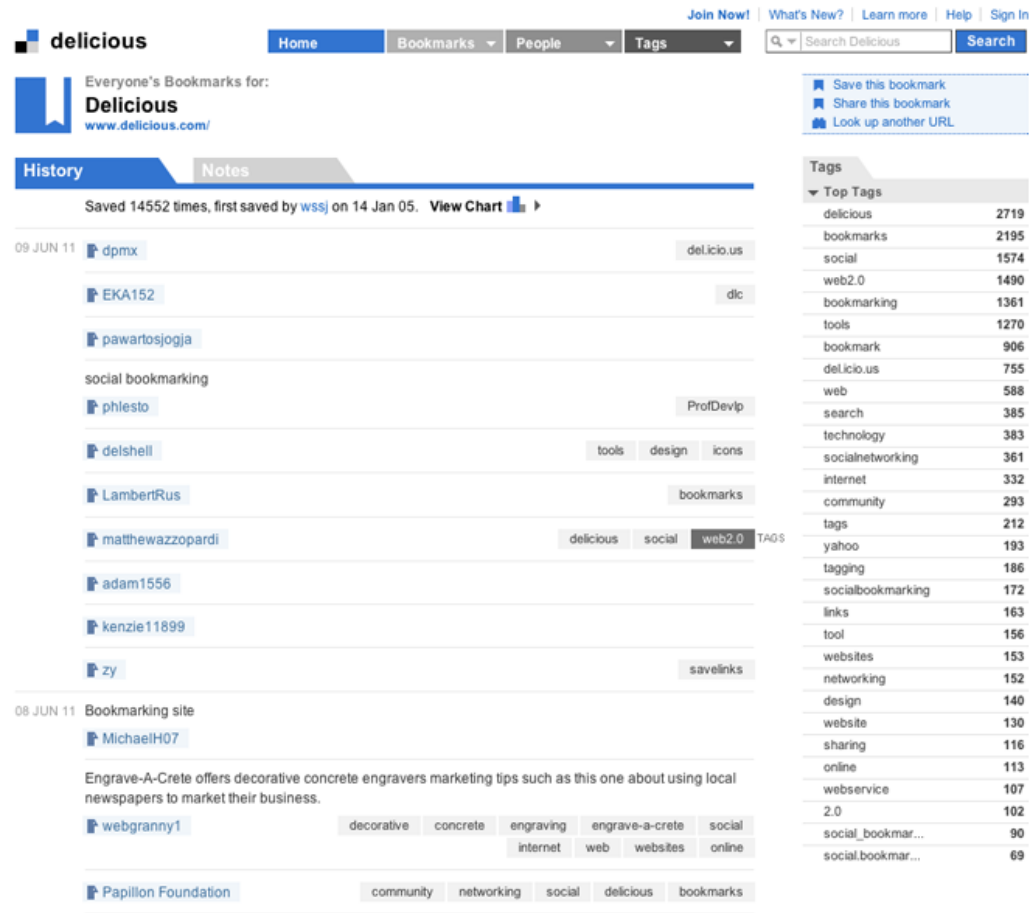 Join Now! What's New? Learn more Help Sign In
delicious Home Bookmarks People Tags Search Delicious Search
Everyone's Bookmarks for:
Delicious
www.delicious.com/
Save this bookmark
Share this bookmark
Look up another URL
History Notes
Saved 14552 times, first saved by wssj on 14 Jan 05. View Chart
09 JUN 11 dpmx del.icio.us
EKA152 dlc
pawartosjogja
social bookmarking
phlesto ProfDevlp
delshell tools design icons
LambertRus bookmarks
matthewazzopardi delicious social web2.0 TAGS
adam1556
kenzie11899
zy savelinks
08 JUN 11 Bookmarking site
MichaelH07
Engrave-A-Crete offers decorative concrete engravers marketing tips such as this one about using local
newspapers to market their business.
webgranny1 decorative concrete engraving engrave-a-crete social
internet web websites online
Papillon Foundation community networking social delicious bookmarks
Tags
Top Tags
delicious 2719
bookmarks 2195
social 1574
web2.0 1490
bookmarking 1361
tools 1270
bookmark 906
del.icio.us 755
web 588
search 385
technology 383
socialnetworking 361
internet 332
community 293
tags 212
yahoo 193
tagging 186
socialbookmarking 172
links 163
tool 156
websites 153
networking 152
design 140
website 130
sharing 116
online 113
webservice 107
2.0 102
social_bookmar... 90
social.bookmar... 69